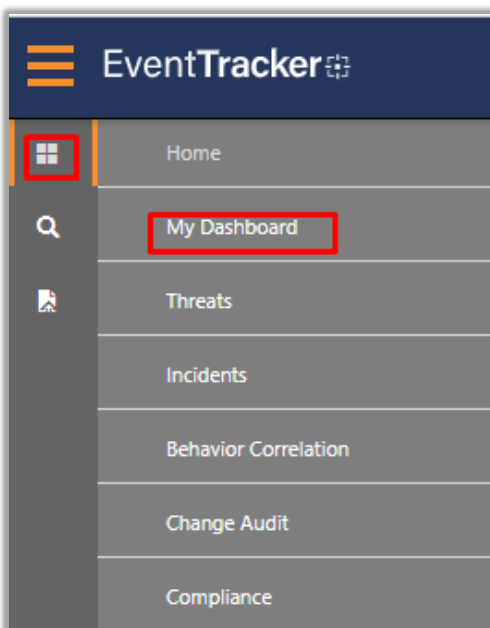 EventTracker
Home
My Dashboard
Threats
Incidents
Behavior Correlation
Change Audit
Compliance